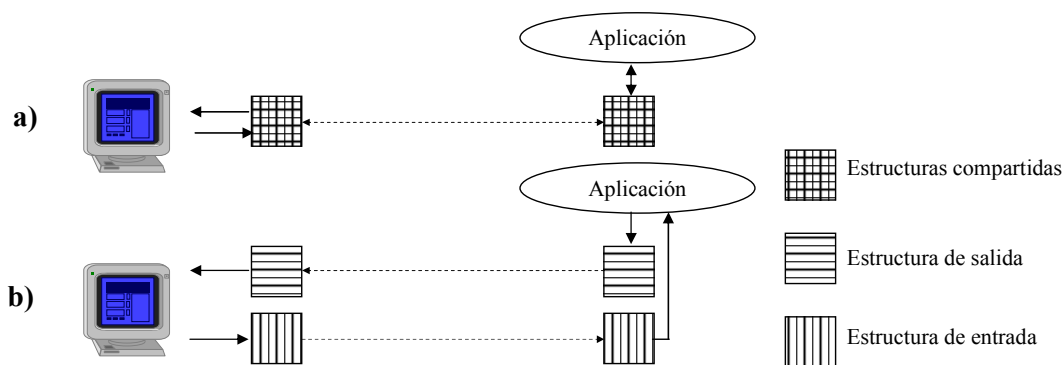 Aplicación
a)
Estructuras compartidas
Aplicación
Estructura de salida
b)
Estructura de entrada